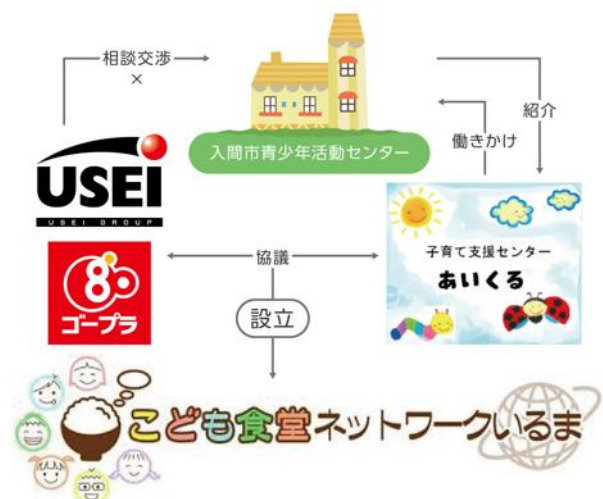 相談交渉
×
入間市青少年活動センター
紹介
働きかけ
USEI
USEI GROUP
子育て支援センター
あいくる
協議
ゴープラ
設立
こども食堂ネットワークいるま